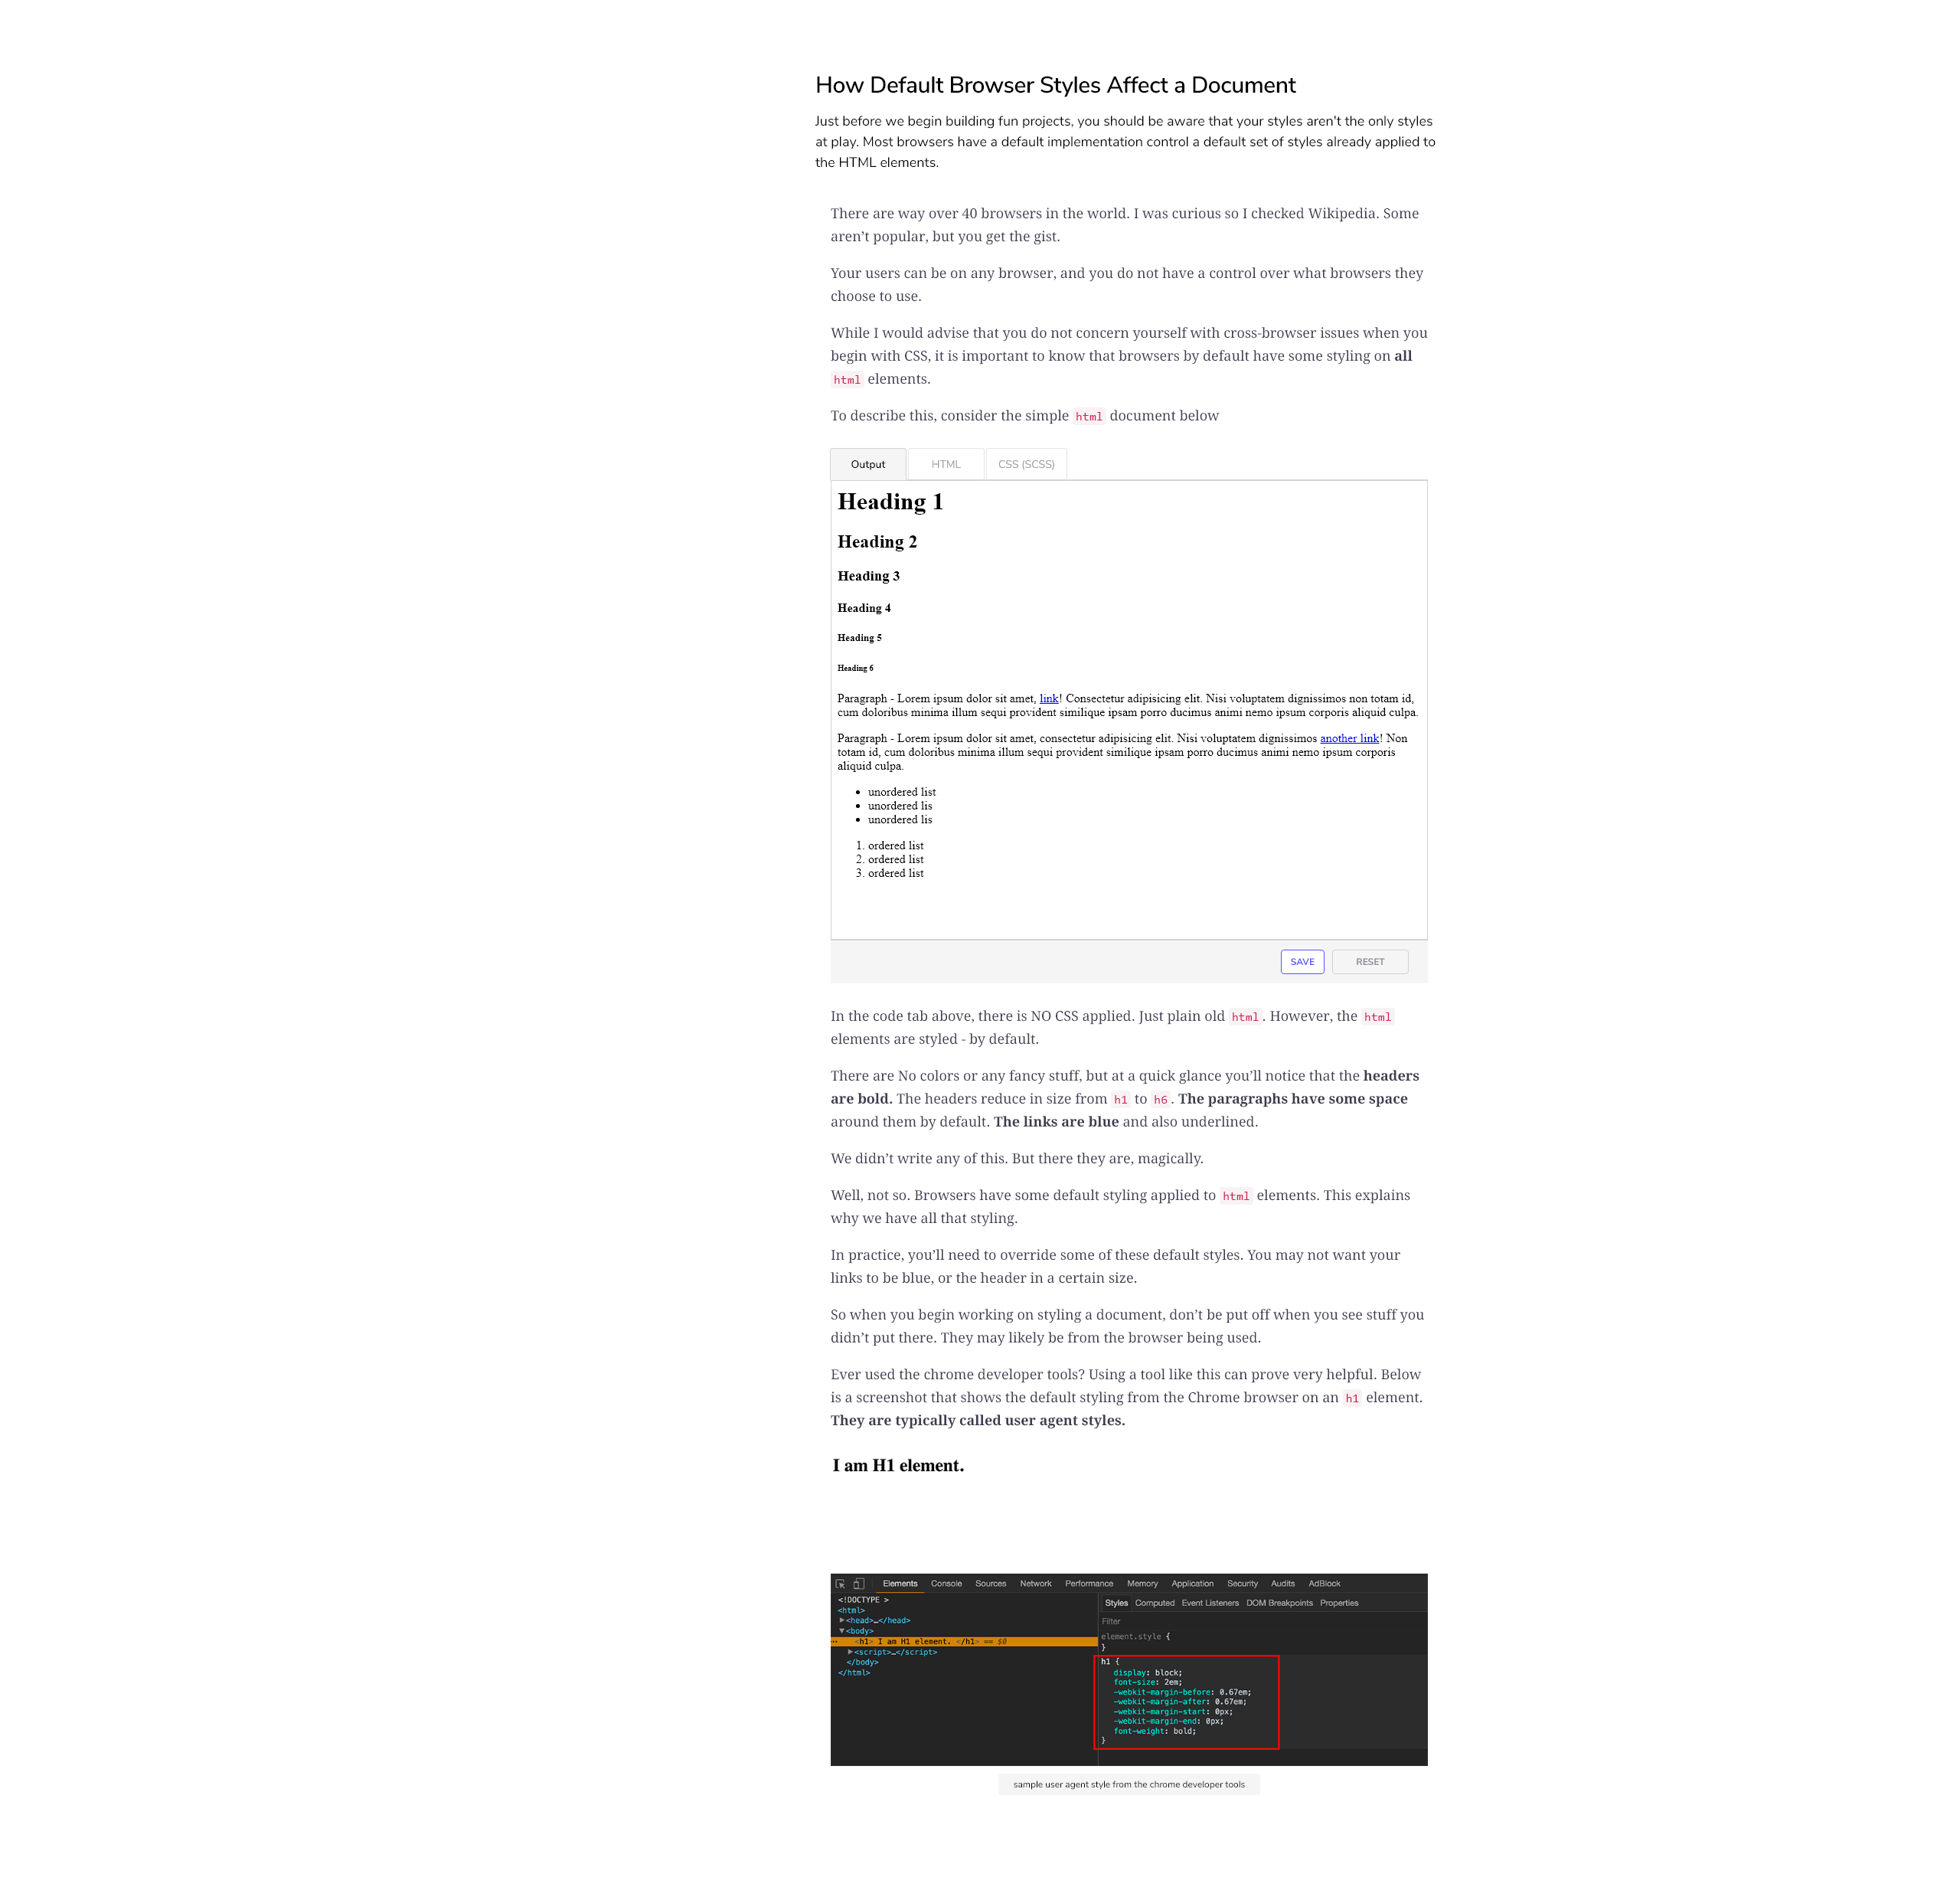 How Default Browser Styles Affect a Document
Just before we begin building fun projects, you should be aware that your styles aren't the only styles
at play. Most browsers have a default implementation control a default set of styles already applied to
the HTML elements.
There are way over 40 browsers in the world. I was curious so I checked Wikipedia. Some
aren’t popular, but you get the gist.
Your users can be on any browser, and you do not have a control over what browsers they
choose to use.
While I would advise that you do not concern yourself with cross-browser issues when you
begin with CSS, it is important to know that browsers by default have some styling on all
html elements.
To describe this, consider the simple html document below
Output HTML CSS (SCSS)
Heading 1
Heading 2
Heading 3
Heading 4
Heading 5
Heading 6
Paragraph - Lorem ipsum dolor sit amet, link! Consectetur adipisicing elit. Nisi voluptatem dignissimos non totam id,
cum doloribus minima illum sequi provident similique ipsam porro ducimus animi nemo ipsum corporis aliquid culpa.
Paragraph - Lorem ipsum dolor sit amet, consectetur adipisicing elit. Nisi voluptatem dignissimos another link! Non
totam id, cum doloribus minima illum sequi provident similique ipsam porro ducimus animi nemo ipsum corporis
aliquid culpa.
• unordered list
• unordered lis
• unordered lis
1. ordered list
2. ordered list
3. ordered list
SAVE RESET
In the code tab above, there is NO CSS applied. Just plain old html. However, the html
elements are styled - by default.
There are No colors or any fancy stuff, but at a quick glance you’ll notice that the headers
are bold. The headers reduce in size from h1 to h6. The paragraphs have some space
around them by default. The links are blue and also underlined.
We didn’t write any of this. But there they are, magically.
Well, not so. Browsers have some default styling applied to html elements. This explains
why we have all that styling.
In practice, you’ll need to override some of these default styles. You may not want your
links to be blue, or the header in a certain size.
So when you begin working on styling a document, don’t be put off when you see stuff you
didn’t put there. They may likely be from the browser being used.
Ever used the chrome developer tools? Using a tool like this can prove very helpful. Below
is a screenshot that shows the default styling from the Chrome browser on an h1 element.
They are typically called user agent styles.
I am H1 element.
Elements Console Sources Network Performance Memory Application Security Audits AdBlock
<!DOCTYPE >
<html>
<head>…</head>
<body>
<h1> I am H1 element. </h1> == $0
<script>…</script>
</body>
</html>
Styles Computed Event Listeners DOM Breakpoints Properties
Filter
element.style {
}
h1 {
display: block;
font-size: 2em;
-webkit-margin-before: 0.67em;
-webkit-margin-after: 0.67em;
-webkit-margin-start: 0px;
-webkit-margin-end: 0px;
font-weight: bold;
}
sample user agent style from the chrome developer tools